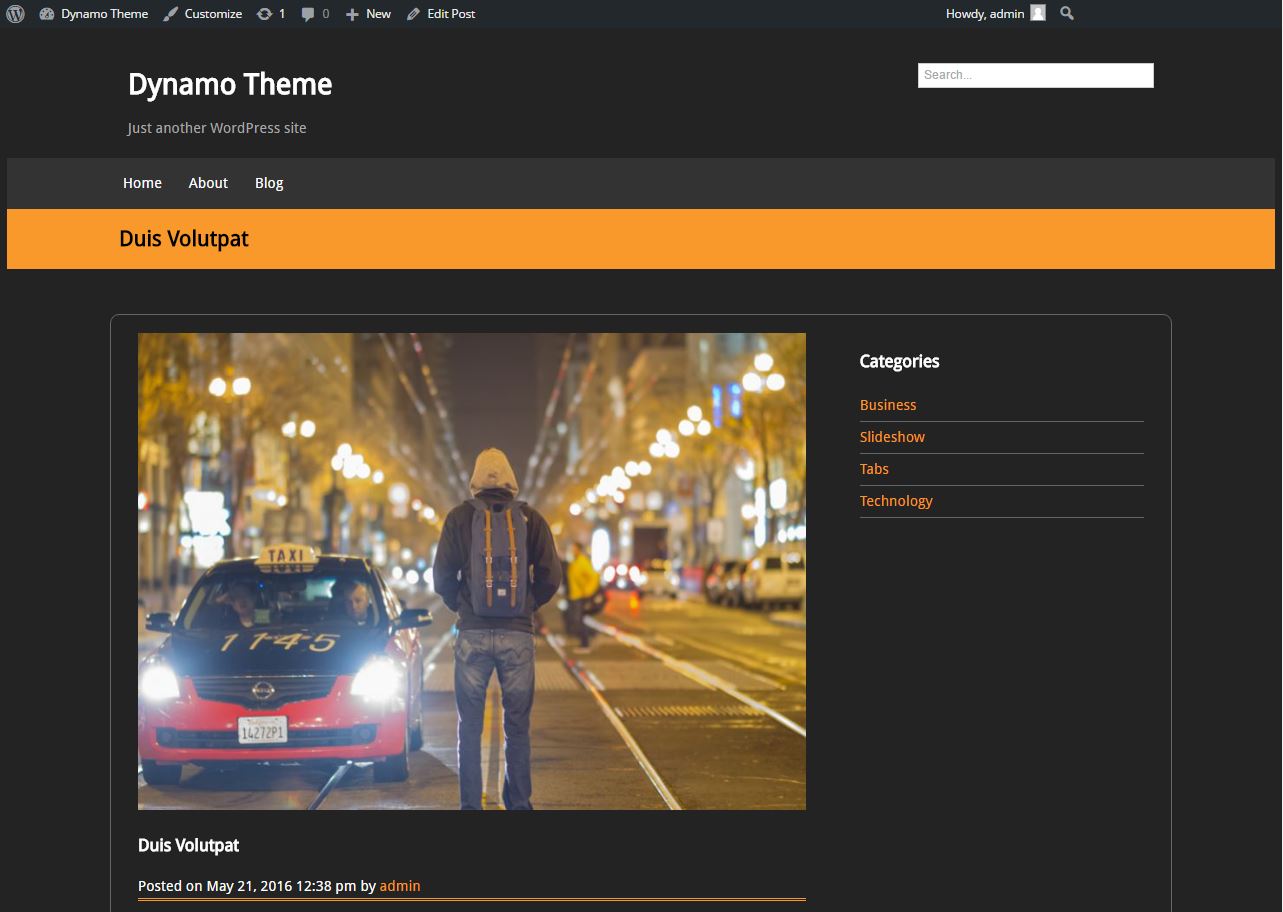 Dynamo Theme Customize 1 0 New Edit Post Howdy, admin
Dynamo Theme
Search...
Just another WordPress site
Home About Blog
Duis Volutpat
Categories
Business
Slideshow
Tabs
Technology
TAXI
1145
14272P1
Duis Volutpat
Posted on May 21, 2016 12:38 pm by admin